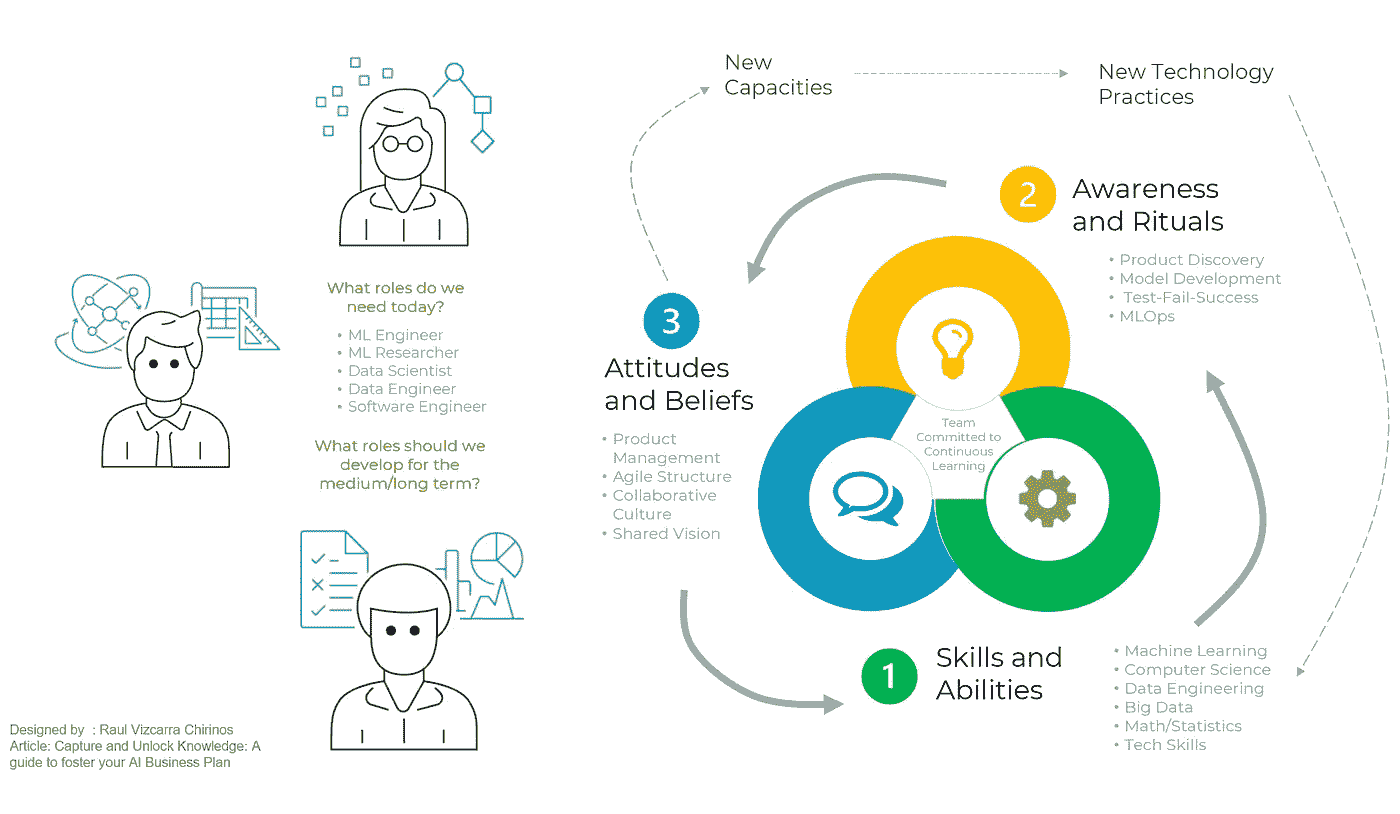 What roles do we
need today?
• ML Engineer
• ML Researcher
• Data Scientist
• Data Engineer
• Software Engineer
What roles should we
develop for the
medium/long term?
Designed by : Raul Vizcarra Chirinos
Article: Capture and Unlock Knowledge: A
guide to foster your AI Business Plan
New
Capacities
New Technology
Practices
2
Awareness
and Rituals
• Product Discovery
• Model Development
• Test-Fail-Success
• MLOps
3
Attitudes
and Beliefs
• Product
Management
• Agile Structure
• Collaborative
Culture
• Shared Vision
Team
Committed to
Continuous
Learning
1
Skills and
Abilities
• Machine Learning
• Computer Science
• Data Engineering
• Big Data
• Math/Statistics
• Tech Skills